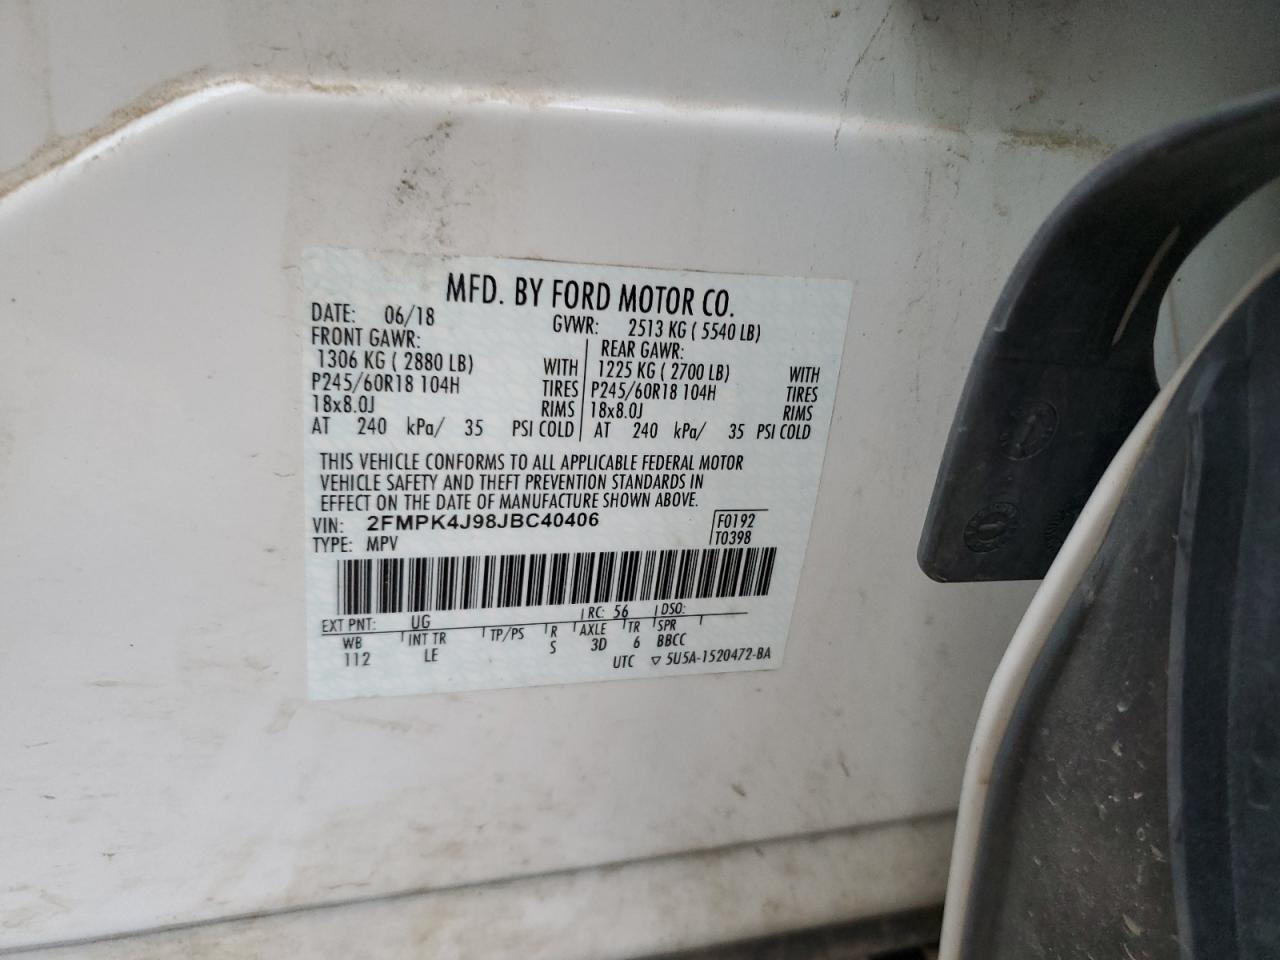 MFD. BY FORD MOTOR CO.
DATE: 06/18 GVWR: 2513 KG ( 5540 LB)
FRONT GAWR: REAR GAWR:
1306 KG ( 2880 LB) WITH 1225 KG ( 2700 LB) WITH
P245/60R18 104H TIRES P245/60R18 104H TIRES
18x8.0J RIMS 18x8.0J RIMS
AT 240 kPa/ 35 PSI COLD AT 240 kPa/ 35 PSI COLD
THIS VEHICLE CONFORMS TO ALL APPLICABLE FEDERAL MOTOR
VEHICLE SAFETY AND THEFT PREVENTION STANDARDS IN
EFFECT ON THE DATE OF MANUFACTURE SHOWN ABOVE.
VIN: 2FMPK4J98JBC40406 F0192
TYPE: MPV T0398
EXT PNT: UG RC: 56 DSO:
WB INT TR TP/PS R AXLE TR SPR
112 LE S 3D 6 BBCC
UTC ▽ 5U5A-1520472-BA